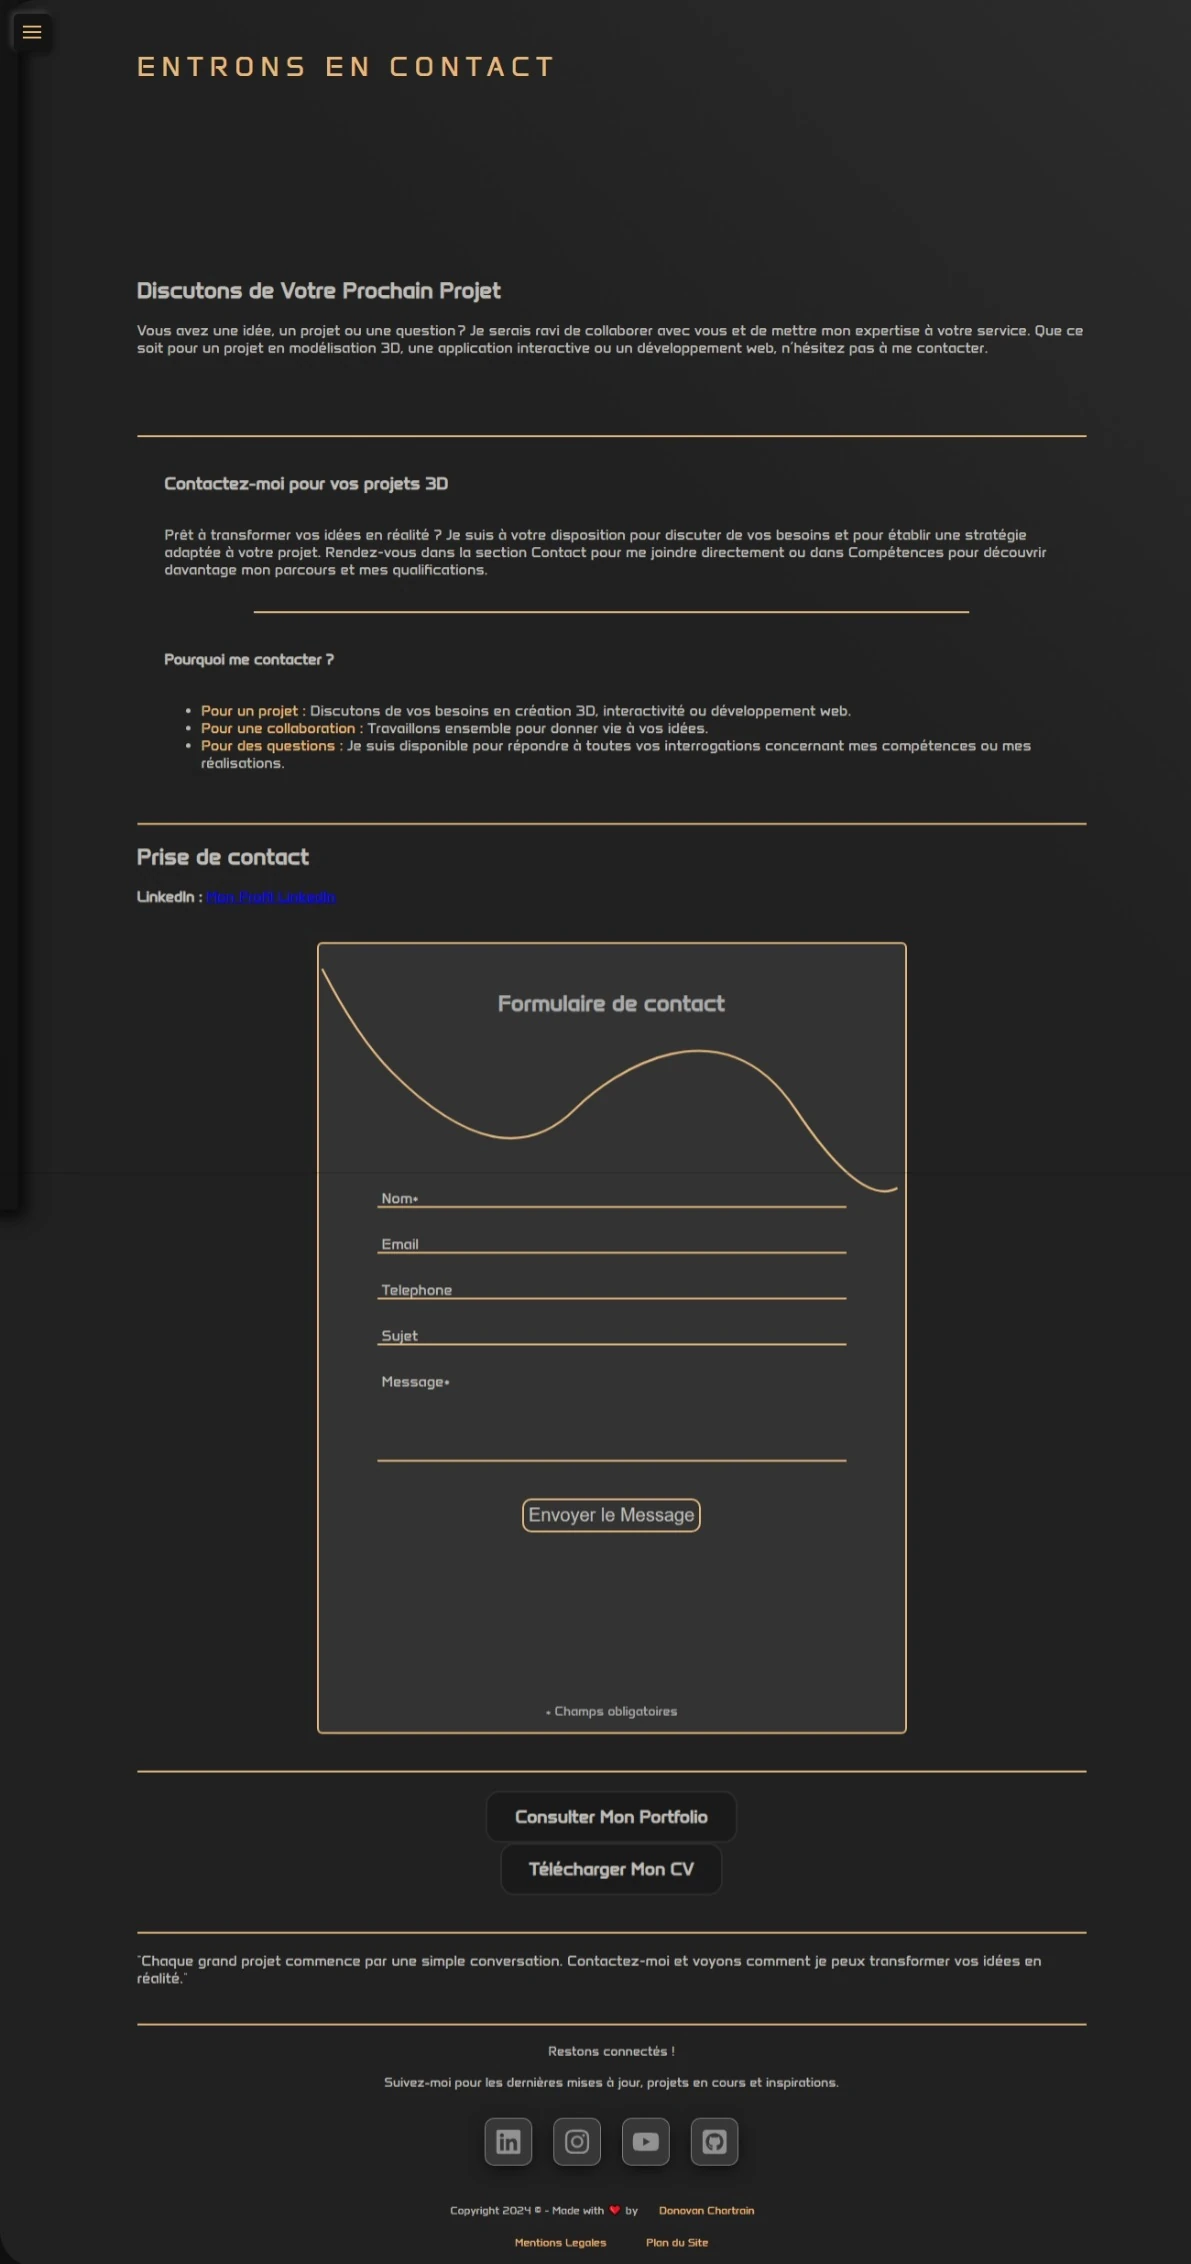 ENTRONS EN CONTACT
Discutons de Votre Prochain Projet
Vous avez une idée, un projet ou une question ? Je serais ravi de collaborer avec vous et de mettre mon expertise à votre service. Que ce
soit pour un projet en modélisation 3D, une application interactive ou un développement web, n'hésitez pas à me contacter.
Contactez-moi pour vos projets 3D
Prêt à transformer vos idées en réalité ? Je suis à votre disposition pour discuter de vos besoins et pour établir une stratégie
adaptée à votre projet. Rendez-vous dans la section Contact pour me joindre directement ou dans Compétences pour découvrir
davantage mon parcours et mes qualifications.
Pourquoi me contacter ?
• Pour un projet : Discutons de vos besoins en création 3D, interactivité ou développement web.
• Pour une collaboration : Travaillons ensemble pour donner vie à vos idées.
• Pour des questions : Je suis disponible pour répondre à toutes vos interrogations concernant mes compétences ou mes
réalisations.
Prise de contact
LinkedIn : Mon Profil LinkedIn
Formulaire de contact
Nom*
Email
Telephone
Sujet
Message*
Envoyer le Message
* Champs obligatoires
Consulter Mon Portfolio
Télécharger Mon CV
"Chaque grand projet commence par une simple conversation. Contactez-moi et voyons comment je peux transformer vos idées en
réalité."
Restons connectés !
Suivez-moi pour les dernières mises à jour, projets en cours et inspirations.
Copyright 2024 © - Made with ❤ by Donovan Chartrain
Mentions Legales Plan du Site